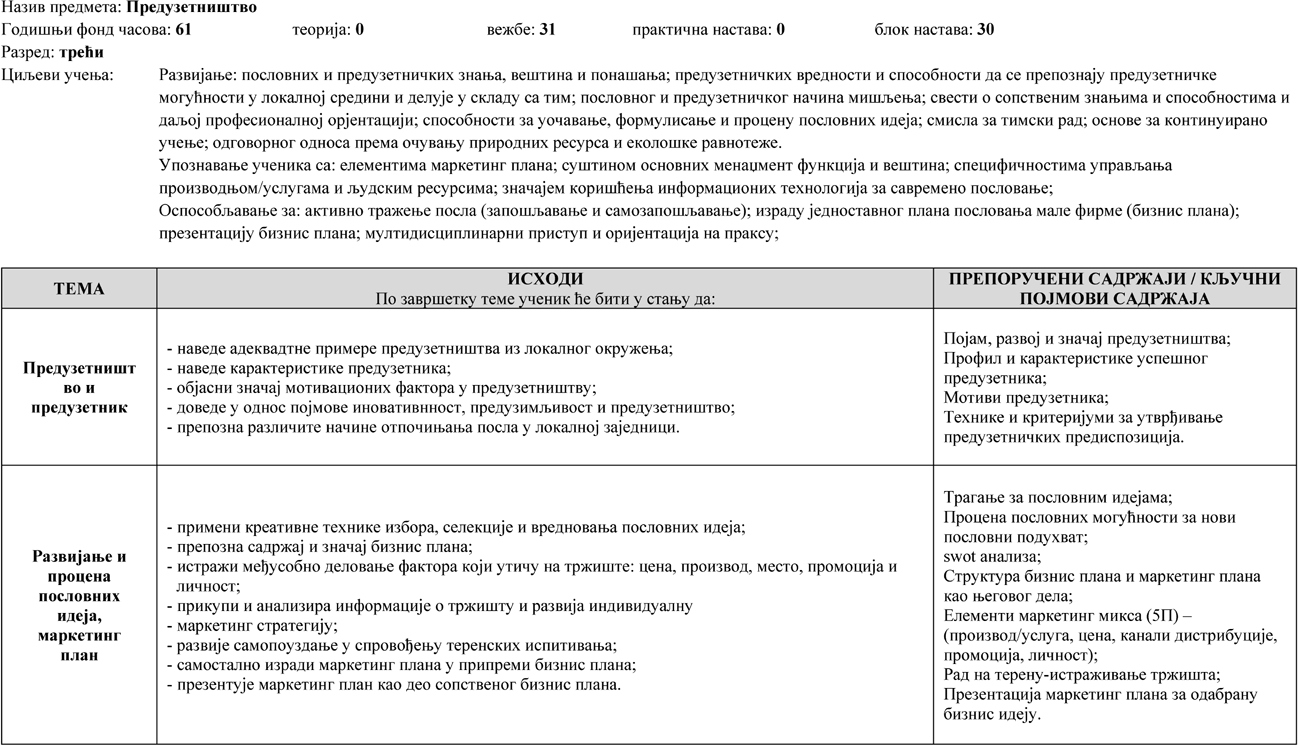 Назив предмета: Предузетништво
Годишњи фонд часова: 61 теорија: 0 вежбе: 31 практична настава: 0 блок настава: 30
Разред: трећи
Циљеви учења: Развијање: пословних и предузетничких знања, вештина и понашања; предузетничких вредности и способности да се препознају предузетничке
могућности у локалној средини и делује у складу са тим; пословног и предузетничког начина мишљења; свести о сопственим знањима и способностима и
даљој професионалној орјентацији; способности за уочавање, формулисање и процену пословних идеја; смисла за тимски рад; основе за континуирано
учење; одговорног односа према очувању природних ресурса и еколошке равнотеже.
Упознавање ученика са: елементима маркетинг плана; суштином основних менаџмент функција и вештина; специфичностима управљања
производњом/услугама и људским ресурсима; значајем коришћења информационих технологија за савремено пословање;
Оспособљавање за: активно тражење посла (запошљавање и самозапошљавање); израду једноставног плана пословања мале фирме (бизнис плана);
презентацију бизнис плана; мултидисциплинарни приступ и оријентација на праксу;
ТЕМА
ИСХОДИ
По завршетку теме ученик ће бити у стању да:
ПРЕПОРУЧЕНИ САДРЖАЈИ / КЉУЧНИ
ПОЈМОВИ САДРЖАЈА
Предузетништ
во и
предузетник
- наведе адеквадтне примере предузетништва из локалног окружења;
- наведе карактеристике предузетника;
- објасни значај мотивационих фактора у предузетништву;
- доведе у однос појмове иновативнност, предузимљивост и предузетништво;
- препозна различите начине отпочињања посла у локалној заједници.
Појам, развој и значај предузетништва;
Профил и карактеристике успешног
предузетника;
Мотиви предузетника;
Технике и критеријуми за утврђивање
предузетничких предиспозиција.
Развијање и
процена
пословних
идеја,
маркетинг
план
- примени креативне технике избора, селекције и вредновања пословних идеја;
- препозна садржај и значај бизнис плана;
- истражи међусобно деловање фактора који утичу на тржиште: цена, производ, место, промоција и
личност;
- прикупи и анализира информације о тржишту и развија индивидуалну
- маркетинг стратегију;
- развије самопоуздање у спровођењу теренских испитивања;
- самостално изради маркетинг плана у припреми бизнис плана;
- презентује маркетинг план као део сопственог бизнис плана.
Трагање за пословним идејама;
Процена пословних могућности за нови
пословни подухват;
swot анализа;
Структура бизнис плана и маркетинг плана
као његовог дела;
Елементи маркетинг микса (5П) –
(производ/услуга, цена, канали дистрибуције,
промоција, личност);
Рад на терену-истраживање тржишта;
Презентација маркетинг плана за одабрану
бизнис идеју.